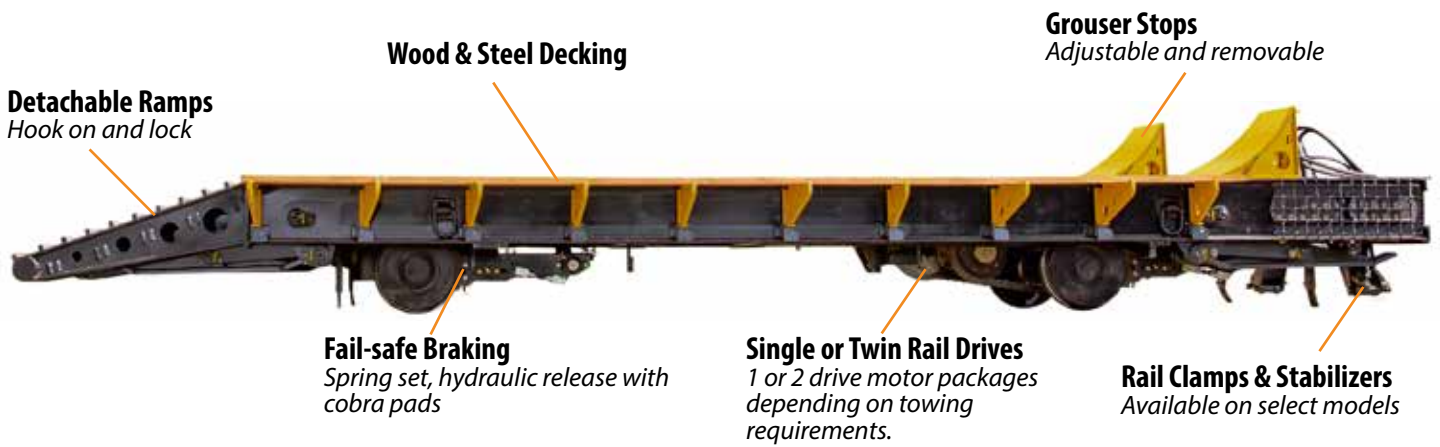 Grouser Stops
Adjustable and removable
Wood & Steel Decking
Detachable Ramps
Hook on and lock
Fail-safe Braking
Spring set, hydraulic release with
cobra pads
Single or Twin Rail Drives
1 or 2 drive motor packages
depending on towing
requirements.
Rail Clamps & Stabilizers
Available on select models